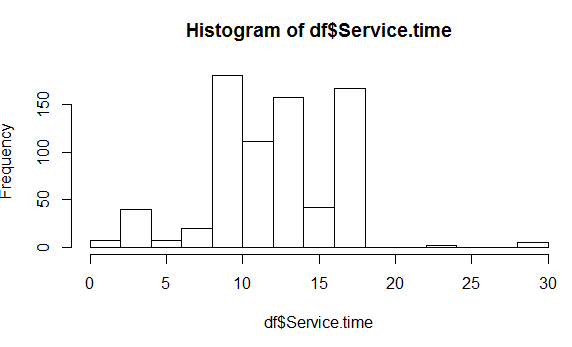 Histogram of df$Service.time
Frequency
0 50 100 150
0 5 10 15 20 25 30
df$Service.time